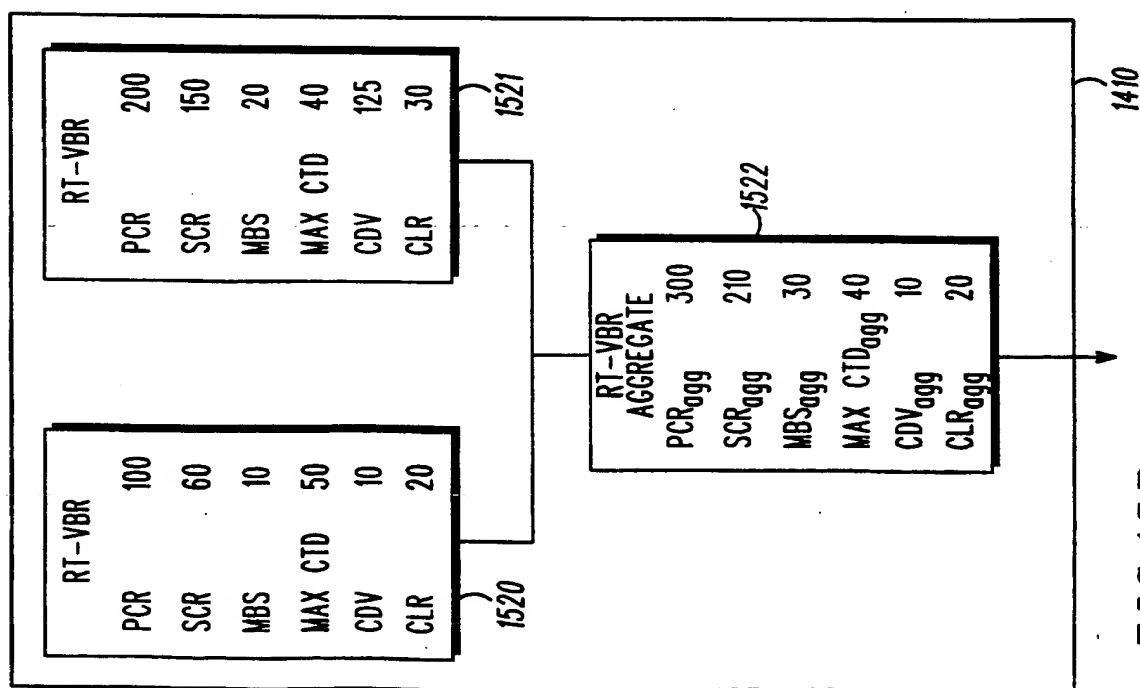 RT-VBR
PCR 100
SCR 60
MBS 10
MAX CTD 50
CDV 10
CLR 20
1520
RT-VBR
PCR 200
SCR 150
MBS 20
MAX CTD 40
CDV 125
CLR 30
1521
RT-VBR
AGGREGATE
PCRagg 300
SCRagg 210
MBSagg 30
MAX CTDagg 40
CDVagg 10
CLRagg 20
1522
1410